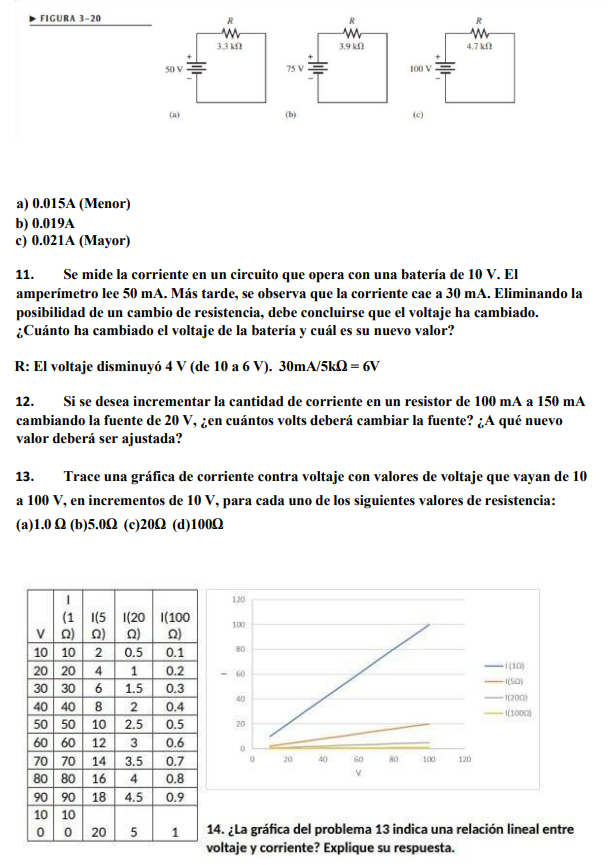 ► FIGURA 3–20
R R R
3.3 kΩ 3.9 kΩ 4.7 kΩ
+ + +
50 V 75 V 100 V
− − −
(a) (b) (c)
a) 0.015A (Menor)
b) 0.019A
c) 0.021A (Mayor)
11. Se mide la corriente en un circuito que opera con una batería de 10 V. El
amperímetro lee 50 mA. Más tarde, se observa que la corriente cae a 30 mA. Eliminando la
posibilidad de un cambio de resistencia, debe concluirse que el voltaje ha cambiado.
¿Cuánto ha cambiado el voltaje de la batería y cuál es su nuevo valor?
R: El voltaje disminuyó 4 V (de 10 a 6 V). 30mA/5kΩ = 6V
12. Si se desea incrementar la cantidad de corriente en un resistor de 100 mA a 150 mA
cambiando la fuente de 20 V, ¿en cuántos volts deberá cambiar la fuente? ¿A qué nuevo
valor deberá ser ajustada?
13. Trace una gráfica de corriente contra voltaje con valores de voltaje que vayan de 10
a 100 V, en incrementos de 10 V, para cada uno de los siguientes valores de resistencia:
(a)1.0 Ω (b)5.0Ω (c)20Ω (d)100Ω
I
(1 I(5 I(20 I(100
V Ω) Ω) Ω) Ω)
10 10 2 0.5 0.1
20 20 4 1 0.2
30 30 6 1.5 0.3
40 40 8 2 0.4
50 50 10 2.5 0.5
60 60 12 3 0.6
70 70 14 3.5 0.7
80 80 16 4 0.8
90 90 18 4.5 0.9
10 10
0 0 20 5 1
120
100
80
60
40
20
0
I
0 20 40 60 80 100 120
V
I(1Ω)
I(5Ω)
I(20Ω)
I(100Ω)
14. ¿La gráfica del problema 13 indica una relación lineal entre
voltaje y corriente? Explique su respuesta.